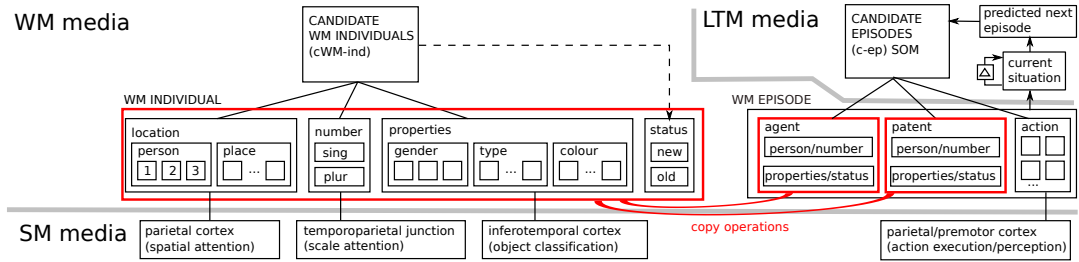 WM media
CANDIDATE
WM INDIVIDUALS
(cWM-ind)
LTM media
CANDIDATE
EPISODES
(c-ep) SOM
predicted next
episode
current
situation
Δ
WM INDIVIDUAL
location
person
1 2 3
place
...
number
sing
plur
properties
gender
type
...
colour
...
status
new
old
WM EPISODE
agent
person/number
properties/status
patent
person/number
properties/status
action
...
copy operations
SM media
parietal cortex
(spatial attention)
temporoparietal junction
(scale attention)
inferotemporal cortex
(object classification)
parietal/premotor cortex
(action execution/perception)